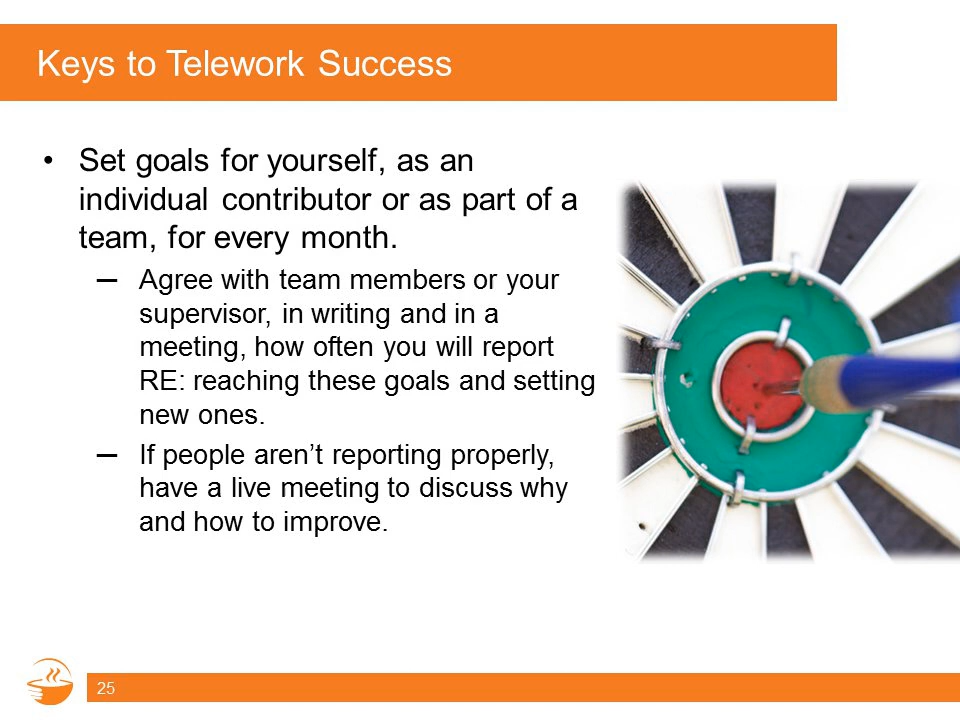 Keys to Telework Success
• Set goals for yourself, as an
individual contributor or as part of a
team, for every month.
— Agree with team members or your
supervisor, in writing and in a
meeting, how often you will report
RE: reaching these goals and setting
new ones.
— If people aren’t reporting properly,
have a live meeting to discuss why
and how to improve.
25